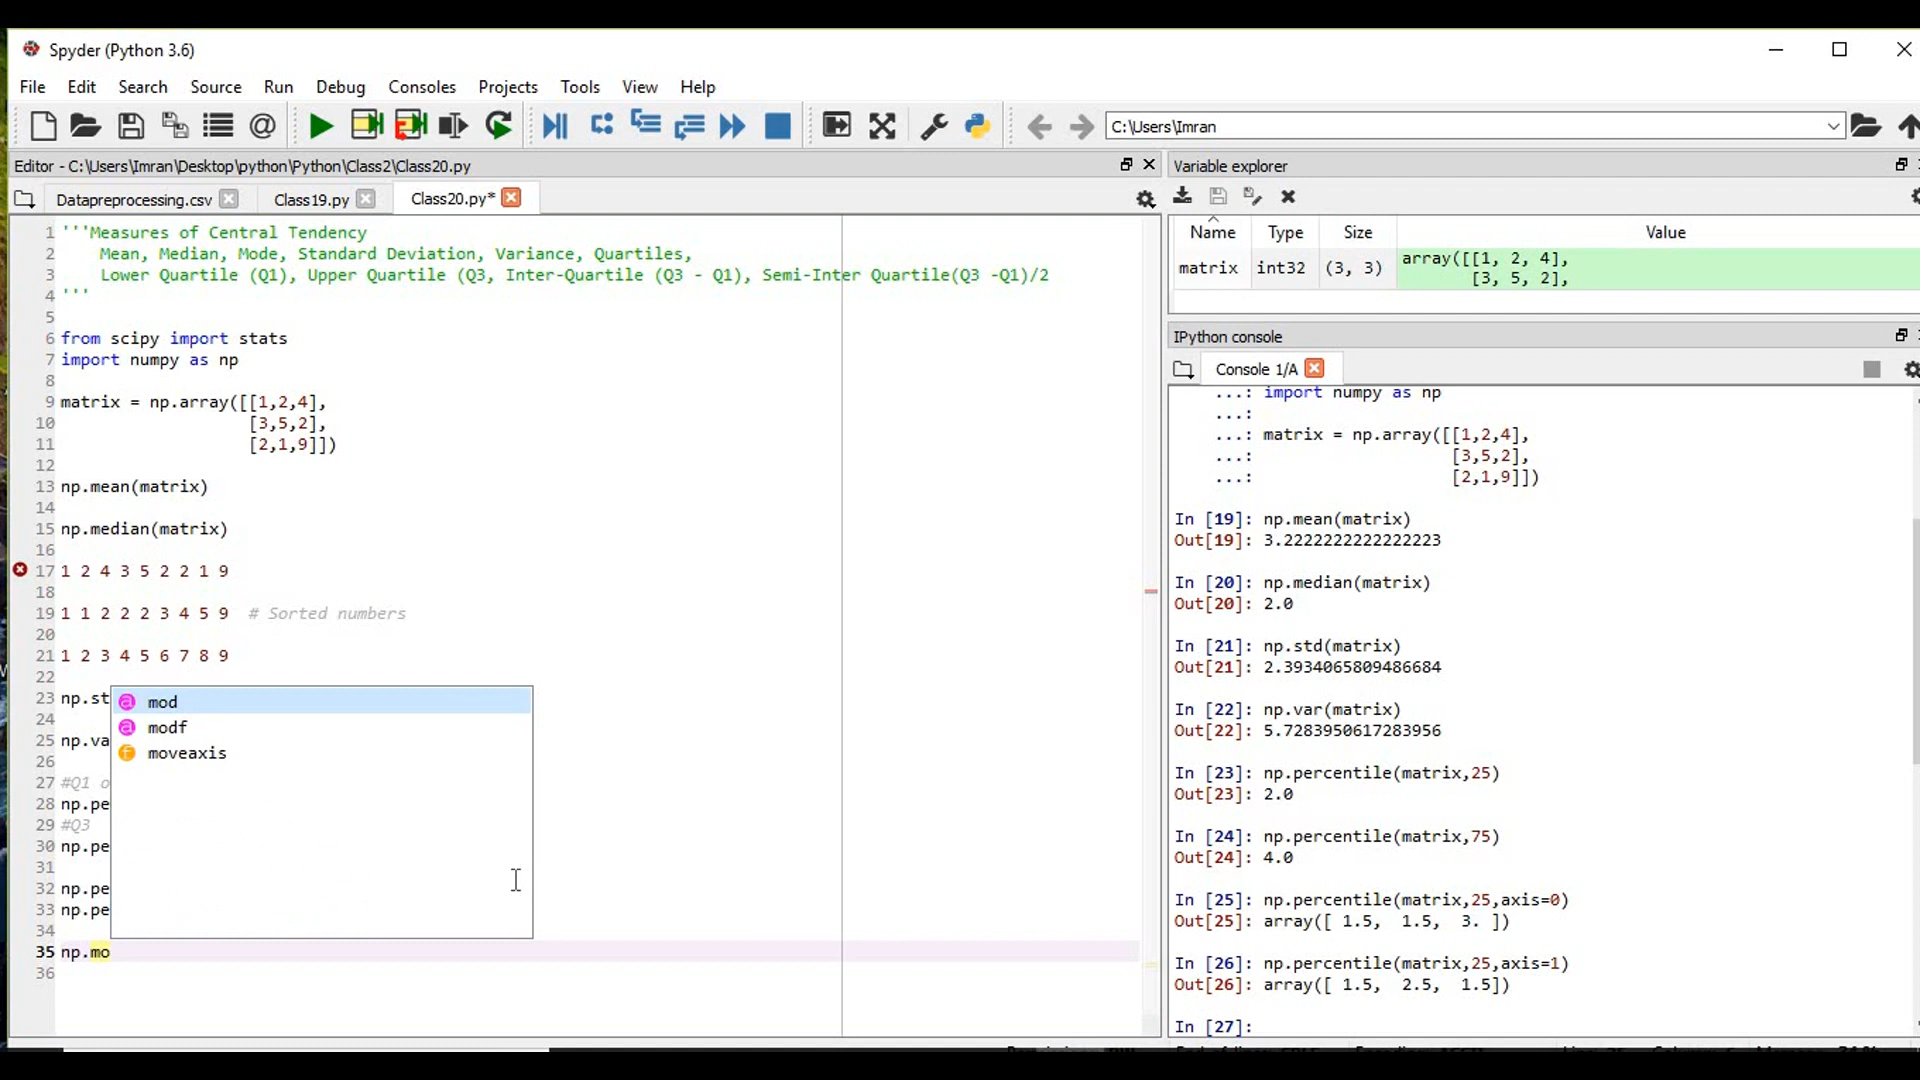 Spyder (Python 3.6)
File Edit Search Source Run Debug Consoles Projects Tools View Help
C:\Users\Imran
Editor - C:\Users\Imran\Desktop\python\Python\Class2\Class20.py
Datapreprocessing.csv Class19.py Class20.py*
1 '''Measures of Central Tendency
2 Mean, Median, Mode, Standard Deviation, Variance, Quartiles,
3 Lower Quartile (Q1), Upper Quartile (Q3, Inter-Quartile (Q3 - Q1), Semi-Inter Quartile(Q3 -Q1)/2
4 '''
5
6 from scipy import stats
7 import numpy as np
8
9 matrix = np.array([[1,2,4],
10 [3,5,2],
11 [2,1,9]])
12
13 np.mean(matrix)
14
15 np.median(matrix)
16
17 1 2 4 3 5 2 2 1 9
18
19 1 1 2 2 2 3 4 5 9 # Sorted numbers
20
21 1 2 3 4 5 6 7 8 9
22
23 np.st
24
25 np.va
26
27 #Q1 o
28 np.pe
29 #Q3
30 np.pe
31
32 np.pe
33 np.pe
34
35 np.mo
36
a mod
a modf
f moveaxis
Variable explorer
Name Type Size Value
matrix int32 (3, 3) array([[1, 2, 4],
[3, 5, 2],
IPython console
Console 1/A
...: import numpy as np
...:
...: matrix = np.array([[1,2,4],
...: [3,5,2],
...: [2,1,9]])
In [19]: np.mean(matrix)
Out[19]: 3.2222222222222223
In [20]: np.median(matrix)
Out[20]: 2.0
In [21]: np.std(matrix)
Out[21]: 2.3934065809486684
In [22]: np.var(matrix)
Out[22]: 5.7283950617283956
In [23]: np.percentile(matrix,25)
Out[23]: 2.0
In [24]: np.percentile(matrix,75)
Out[24]: 4.0
In [25]: np.percentile(matrix,25,axis=0)
Out[25]: array([ 1.5, 1.5, 3. ])
In [26]: np.percentile(matrix,25,axis=1)
Out[26]: array([ 1.5, 2.5, 1.5])
In [27]: